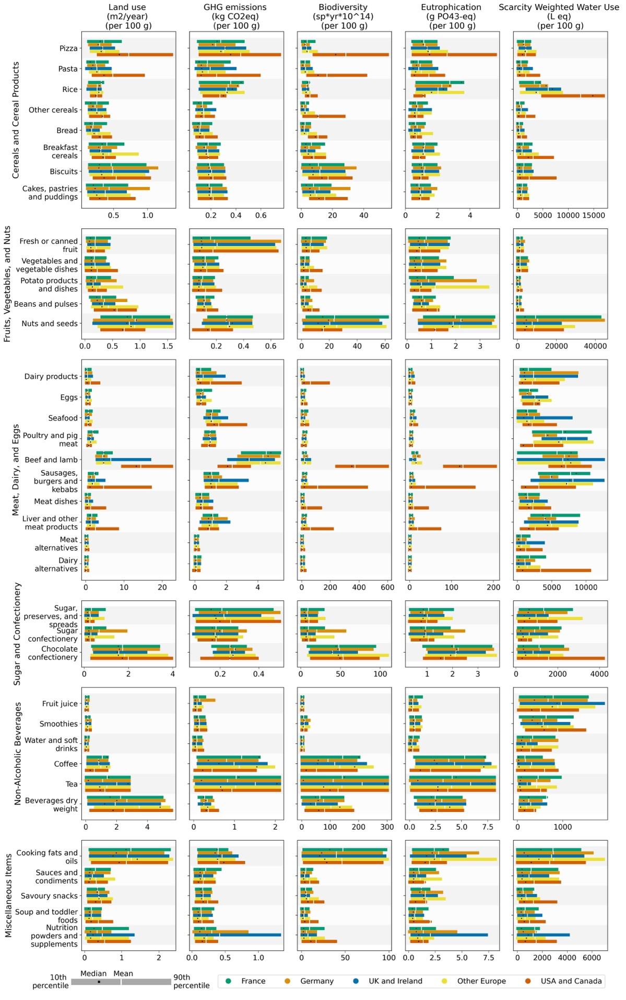 Land use
(m2/year)
(per 100 g)
GHG emissions
(kg CO2eq)
(per 100 g)
Biodiversity
(sp*yr*10^14)
(per 100 g)
Eutrophication
(g PO43-eq)
(per 100 g)
Scarcity Weighted Water Use
(L eq)
(per 100 g)
Cereals and Cereal Products
Pizza
Pasta
Rice
Other cereals
Bread
Breakfast
cereals
Biscuits
Cakes, pastries
and puddings
0.5 1.0
0.2 0.4 0.6
0 20 40
0 2 4
0 5000 10000 15000
Fruits, Vegetables, and Nuts
Fresh or canned
fruit
Vegetables and
vegetable dishes
Potato products
and dishes
Beans and pulses
Nuts and seeds
0.0 0.5 1.0 1.5
0.2 0.4 0.6
0 20 40 60
0 1 2 3
0 20000 40000
Meat, Dairy, and Eggs
Dairy products
Eggs
Seafood
Poultry and pig
meat
Beef and lamb
Sausages,
burgers and
kebabs
Meat dishes
Liver and other
meat products
Meat
alternatives
Dairy
alternatives
0 10 20
0 2 4
0 200 400 600
0 100 200
0 5000 10000
Sugar and Confectionery
Sugar,
preserves, and
spreads
Sugar
confectionery
Chocolate
confectionery
0 2 4
0.2 0.4
0 50 100
1 2 3
0 2000 4000
Non-Alcoholic Beverages
Fruit juice
Smoothies
Water and soft
drinks
Coffee
Tea
Beverages dry
weight
0 2 4
0 1 2
0 100 200 300
0.0 2.5 5.0 7.5
0 1000
Miscellaneous Items
Cooking fats and
oils
Sauces and
condiments
Savoury snacks
Soup and toddler
foods
Nutrition
powders and
supplements
0 1 2
0.0 0.5 1.0
0 50 100
0.0 2.5 5.0 7.5
0 2000 4000 6000
10th
percentile
Median Mean
90th
percentile
France Germany UK and Ireland Other Europe USA and Canada